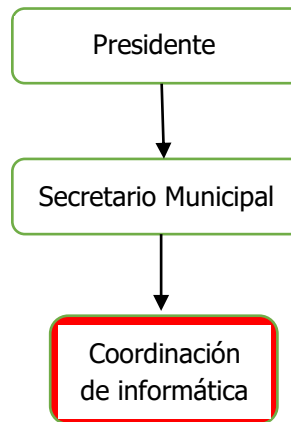 Presidente
Secretario Municipal
Coordinación
de informática